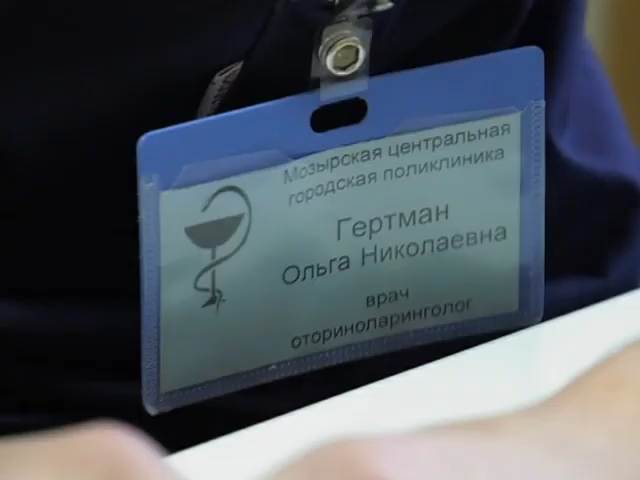 Мозырская центральная
городская поликлиника
Гертман
Ольга Николаевна
врач
оториноларинголог